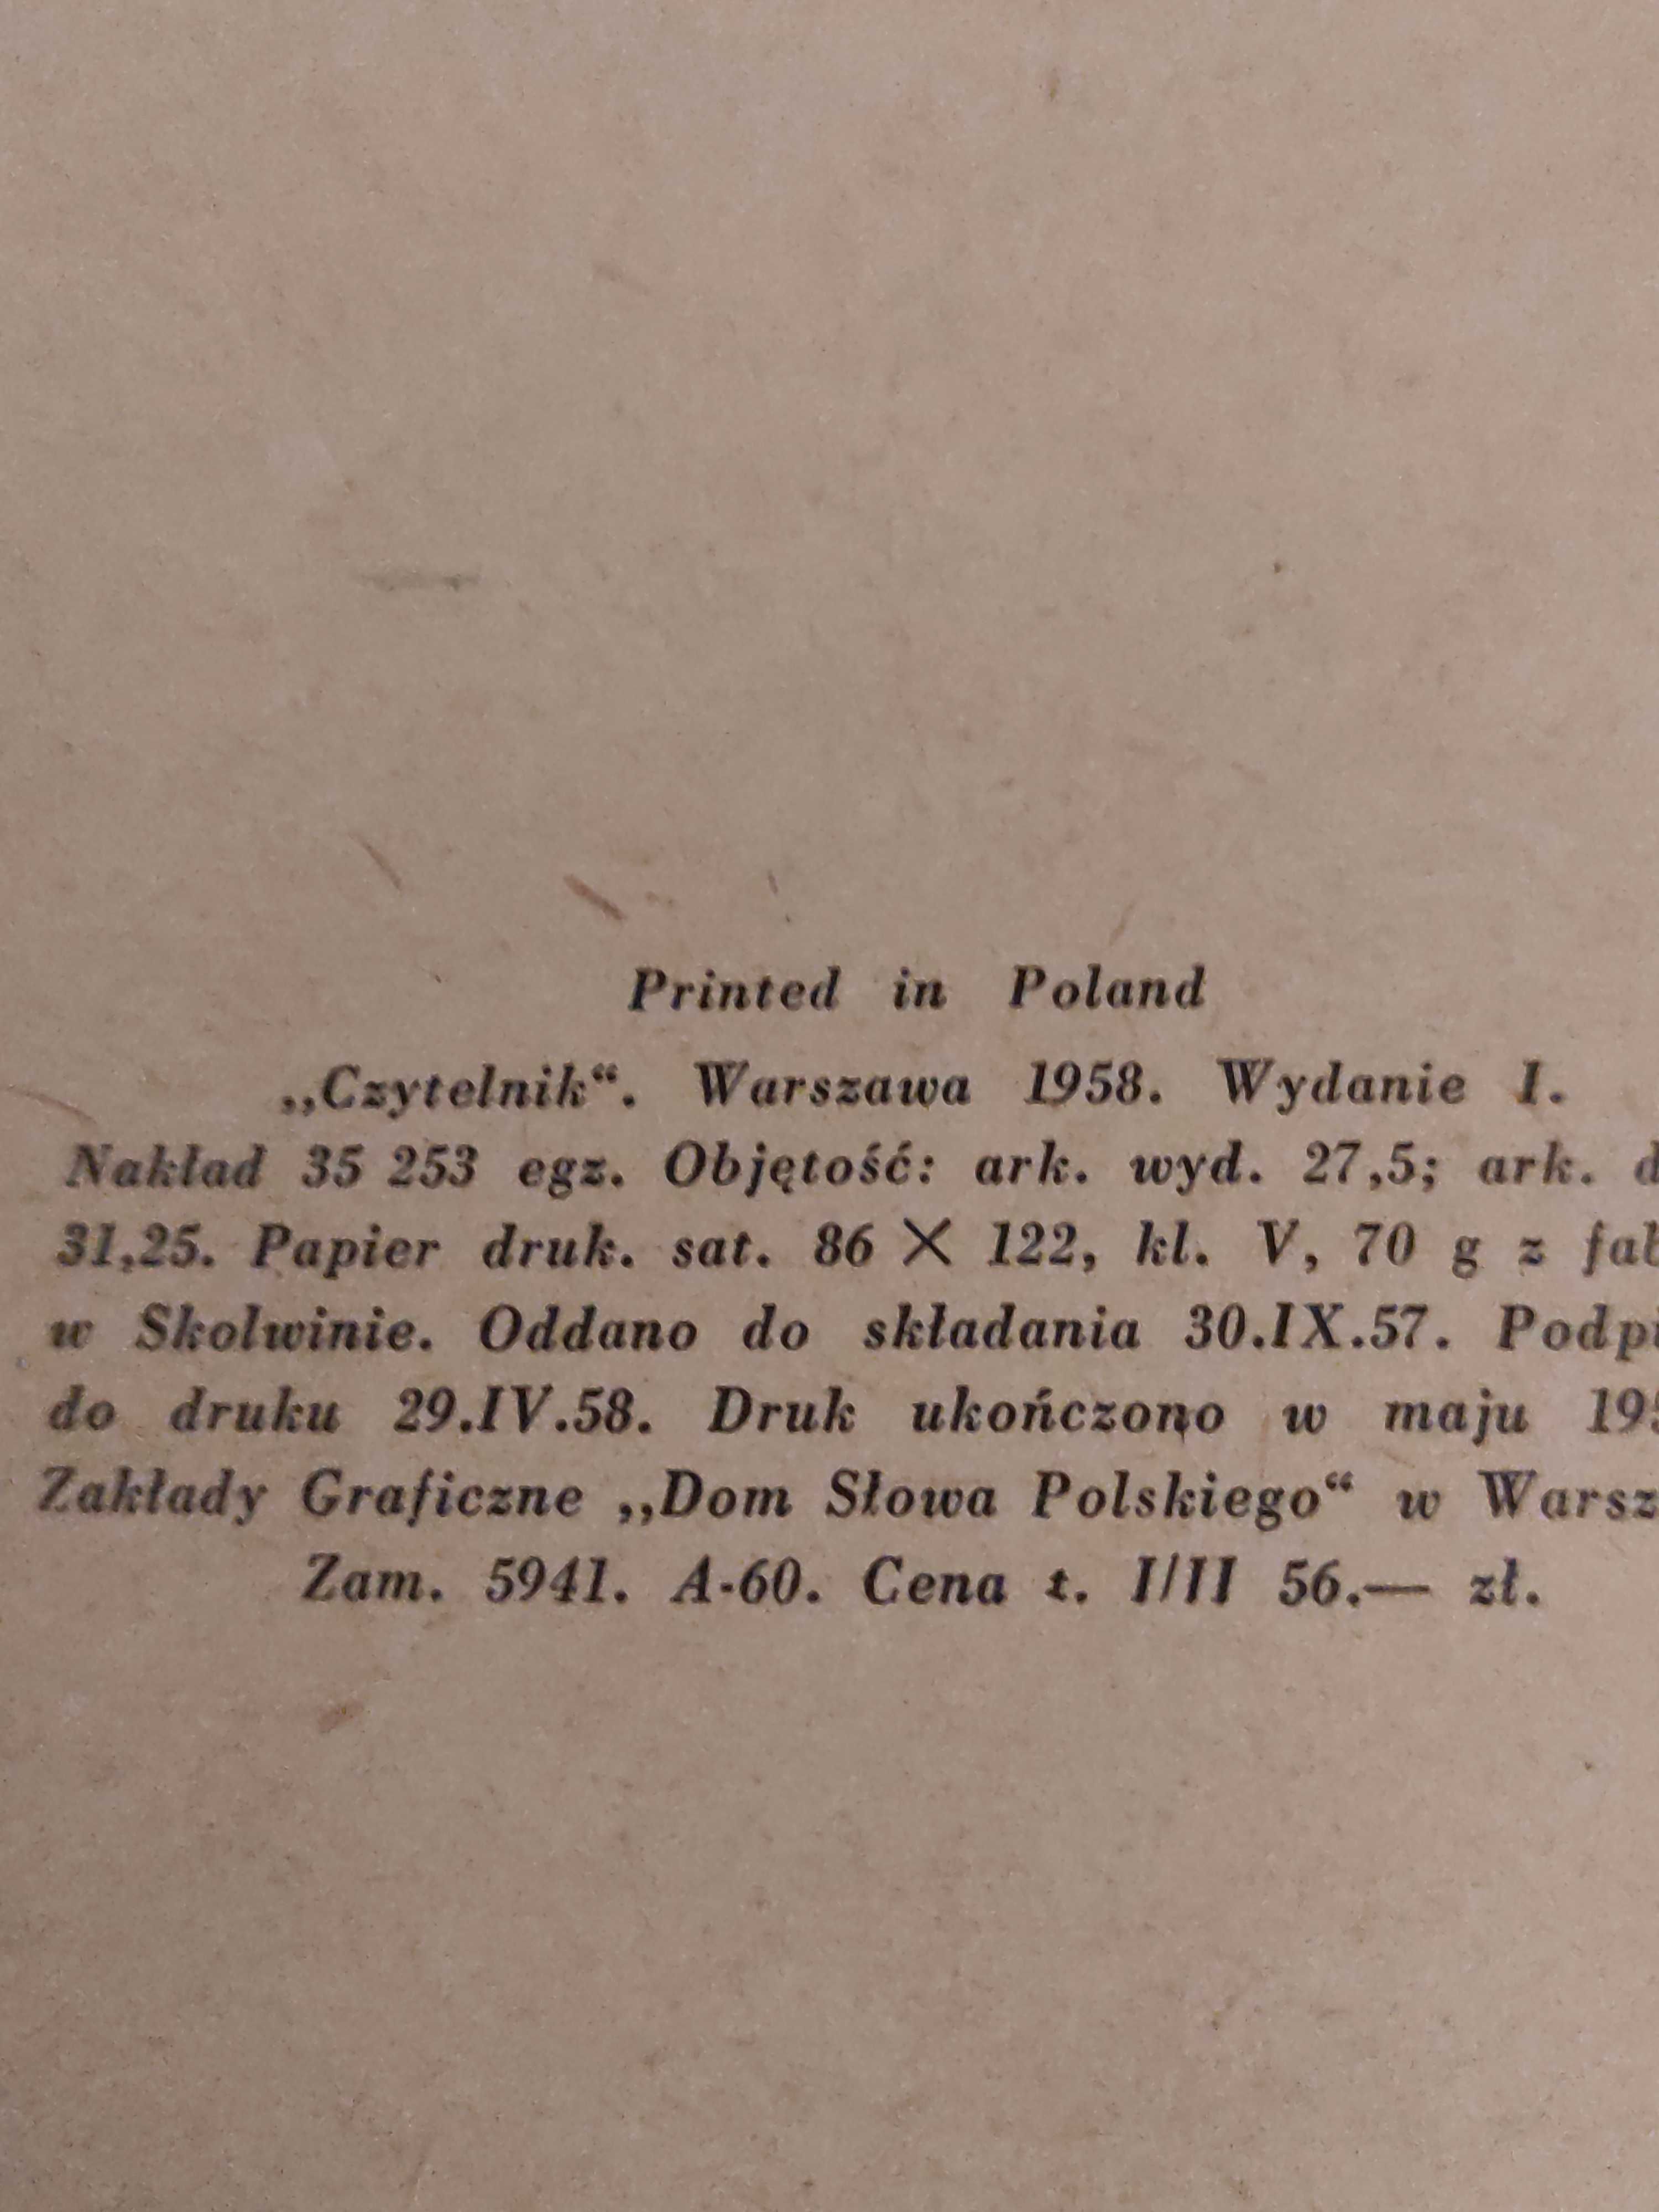 Printed in Poland
„Czytelnik“. Warszawa 1958. Wydanie I.
Nakład 35 253 egz. Objętość: ark. wyd. 27,5; ark.
31,25. Papier druk. sat. 86 × 122, kl. V, 70 g z
w Skolwinie. Oddano do składania 30.IX.57.
do druku 29.IV.58. Druk ukończono w maju
Zakłady Graficzne „Dom Słowa Polskiego“ w
Zam. 5941. A-60. Cena t. I/II 56.— zł.